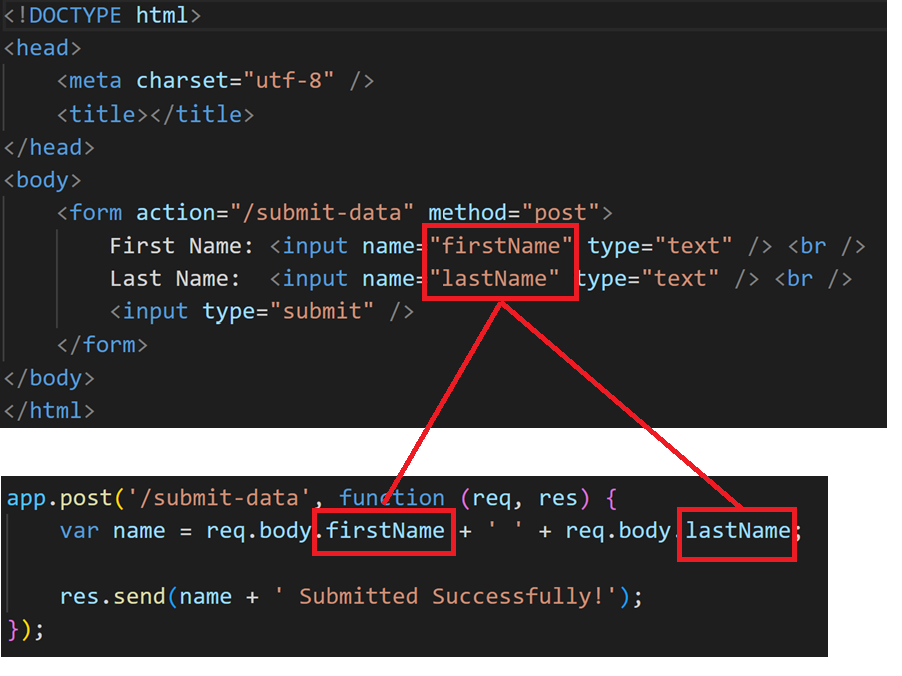 <!DOCTYPE html>
<head>
    <meta charset="utf-8" />
    <title></title>
</head>
<body>
    <form action="/submit-data" method="post">
        First Name: <input name="firstName" type="text" /> <br />
        Last Name:  <input name="lastName" type="text" /> <br />
        <input type="submit" />
    </form>
</body>
</html>
app.post('/submit-data', function (req, res) {
    var name = req.body.firstName + ' ' + req.body.lastName;
    res.send(name + ' Submitted Successfully!');
});